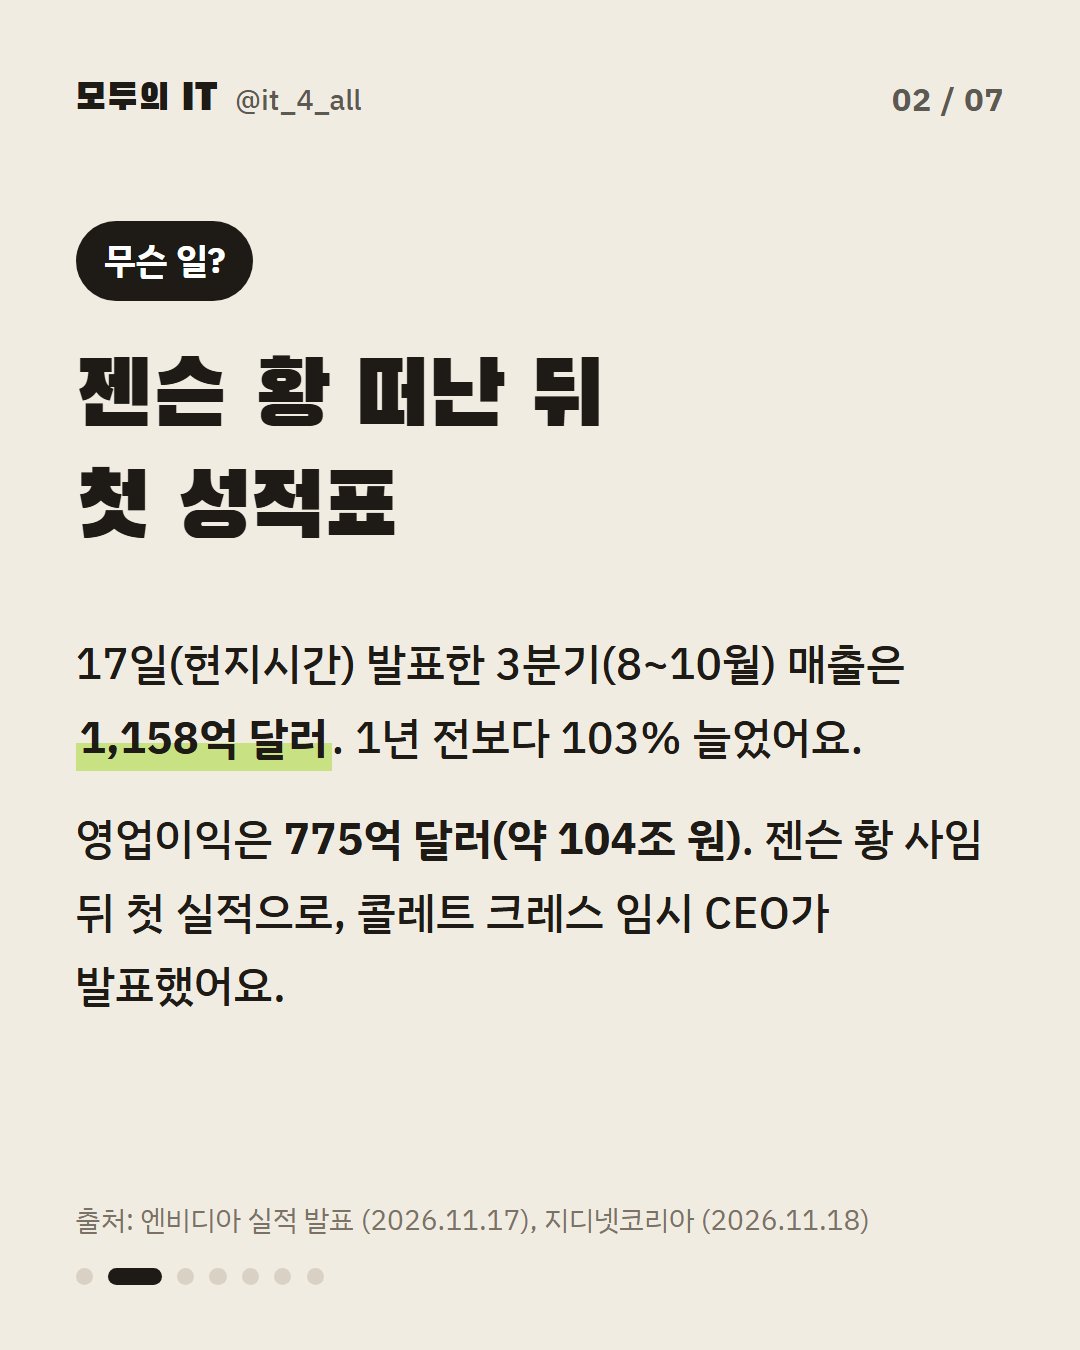 모두의 IT @it_4_all
02 / 07
무슨 일?
젠슨 황 떠난 뒤
첫 성적표
17일(현지시간) 발표한 3분기(8~10월) 매출은
1,158억 달러. 1년 전보다 103% 늘었어요.
영업이익은 775억 달러(약 104조 원). 젠슨 황 사임
뒤 첫 실적으로, 콜레트 크레스 임시 CEO가
발표했어요.
출처: 엔비디아 실적 발표 (2026.11.17), 지디넷코리아 (2026.11.18)